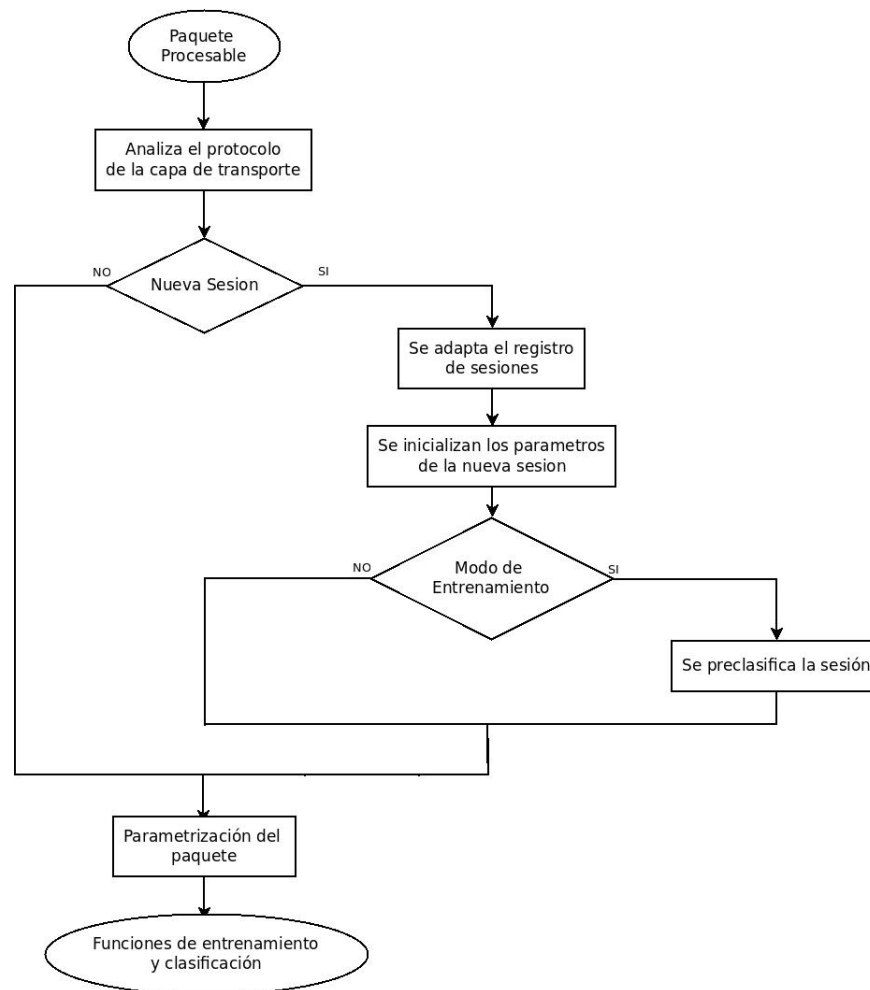 Paquete
Procesable
Analiza el protocolo
de la capa de transporte
NO
SI
Nueva Sesion
Se adapta el registro
de sesiones
Se inicializan los parametros
de la nueva sesion
NO
Modo de
Entrenamiento
SI
Se preclasifica la sesión
Parametrización del
paquete
Funciones de entrenamiento
y clasificación